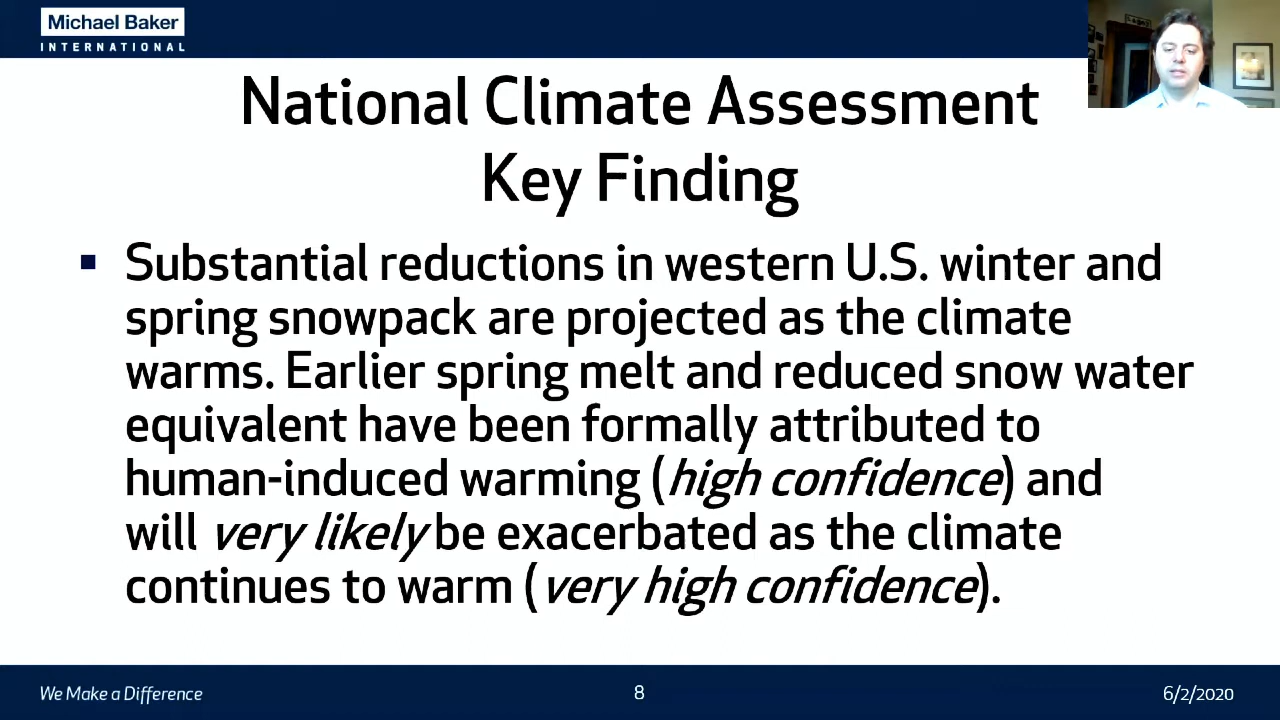 Michael Baker
INTERNATIONAL
National Climate Assessment
Key Finding
▪ Substantial reductions in western U.S. winter and
spring snowpack are projected as the climate
warms. Earlier spring melt and reduced snow water
equivalent have been formally attributed to
human-induced warming (high confidence) and
will very likely be exacerbated as the climate
continues to warm (very high confidence).
We Make a Difference
8
6/2/2020